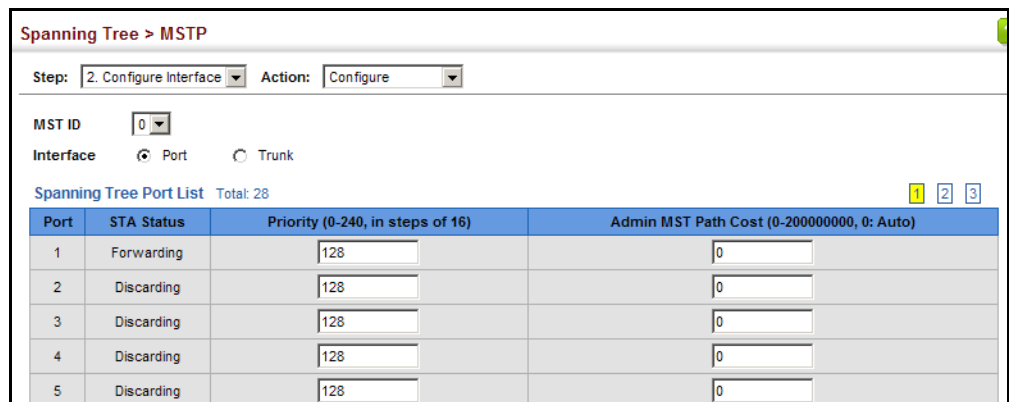 Spanning Tree > MSTP
Step: 2. Configure Interface Action: Configure
MST ID 0
Interface Port Trunk
Spanning Tree Port List Total: 28 1 2 3
Port STA Status Priority (0-240, in steps of 16) Admin MST Path Cost (0-200000000, 0: Auto)
1 Forwarding 128 0
2 Discarding 128 0
3 Discarding 128 0
4 Discarding 128 0
5 Discarding 128 0